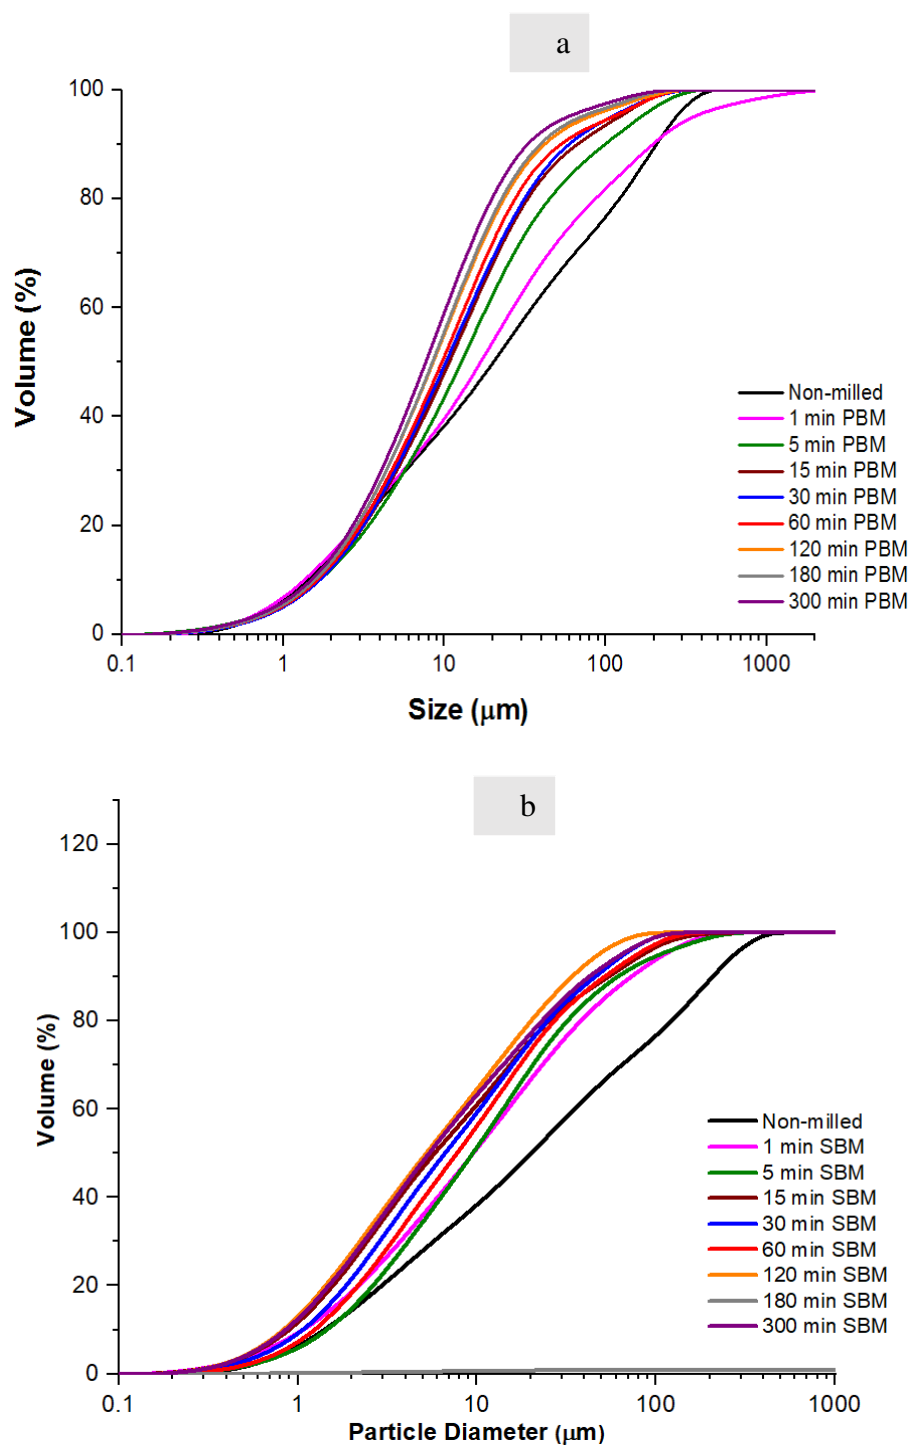 a
100
80
60
40
20
0
Volume (%)
Non-milled
1 min PBM
5 min PBM
15 min PBM
30 min PBM
60 min PBM
120 min PBM
180 min PBM
300 min PBM
0.1 1 10 100 1000
Size (μm)
b
120
100
80
60
40
20
0
Volume (%)
Non-milled
1 min SBM
5 min SBM
15 min SBM
30 min SBM
60 min SBM
120 min SBM
180 min SBM
300 min SBM
0.1 1 10 100 1000
Particle Diameter (μm)